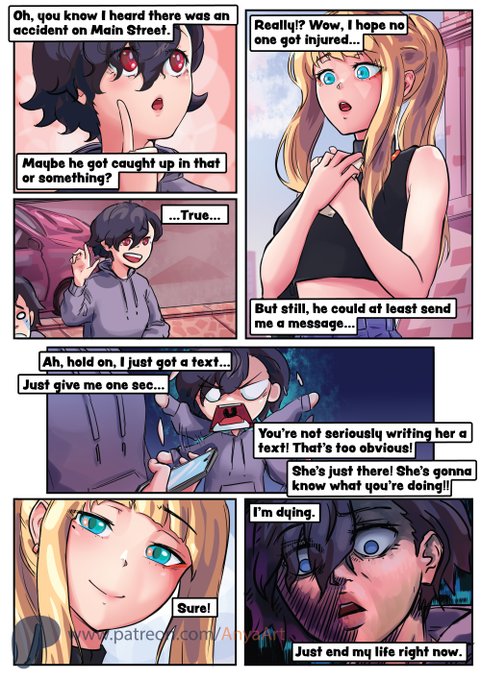 Oh, you know I heard there was an
accident on Main Street.
Maybe he got caught up in that
or something?
Really!? Wow, I hope no
one got injured...
But still, he could at least send
me a message...
...True...
Ah, hold on, I just got a text...
Just give me one sec...
You're not seriously writing her a
text! That's too obvious!
She's just there! She's gonna
know what you're doing!!
Sure!
I'm dying.
Just end my life right now.
www.patreon.com/AnyaArt